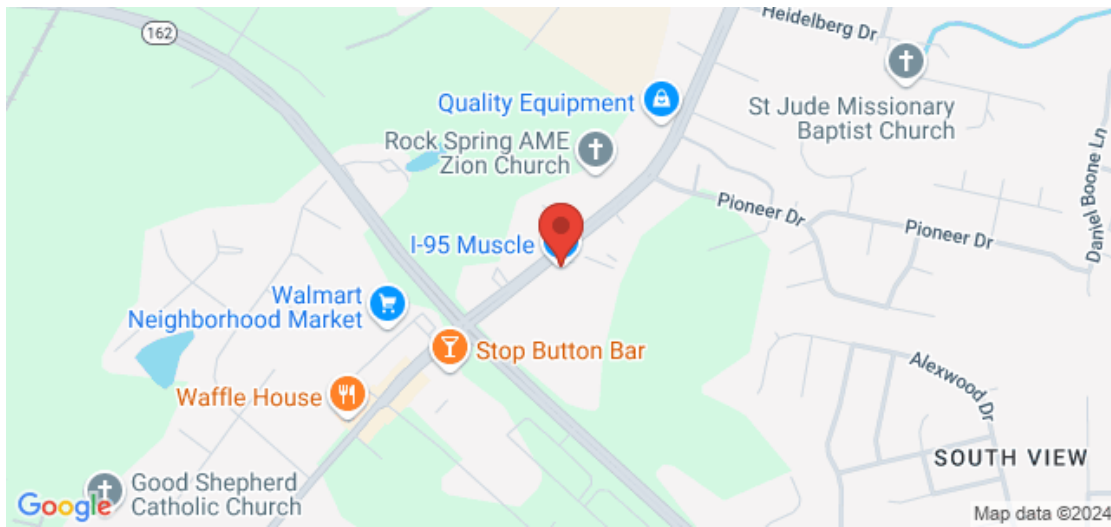 162
Heidelberg Dr
Quality Equipment
St Jude Missionary
Baptist Church
Rock Spring AME
Zion Church
Daniel Boone Ln
Pioneer Dr
Pioneer Dr
I-95 Muscle
Walmart
Neighborhood Market
Stop Button Bar
Alexwood Dr
Waffle House
SOUTH VIEW
Good Shepherd
Catholic Church
Google
Map data ©2024